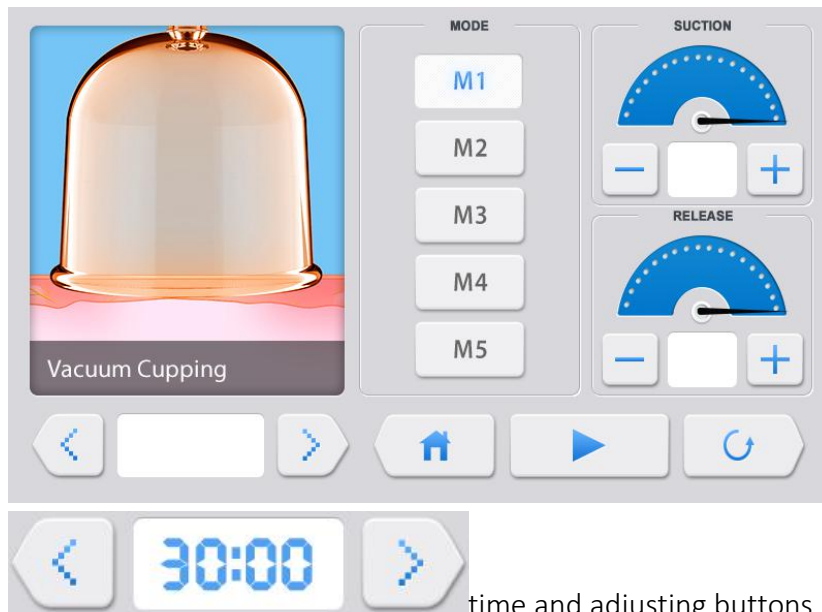 MODE
SUCTION
M1
M2
M3
RELEASE
M4
M5
Vacuum Cupping
30:00
time and adjusting buttons